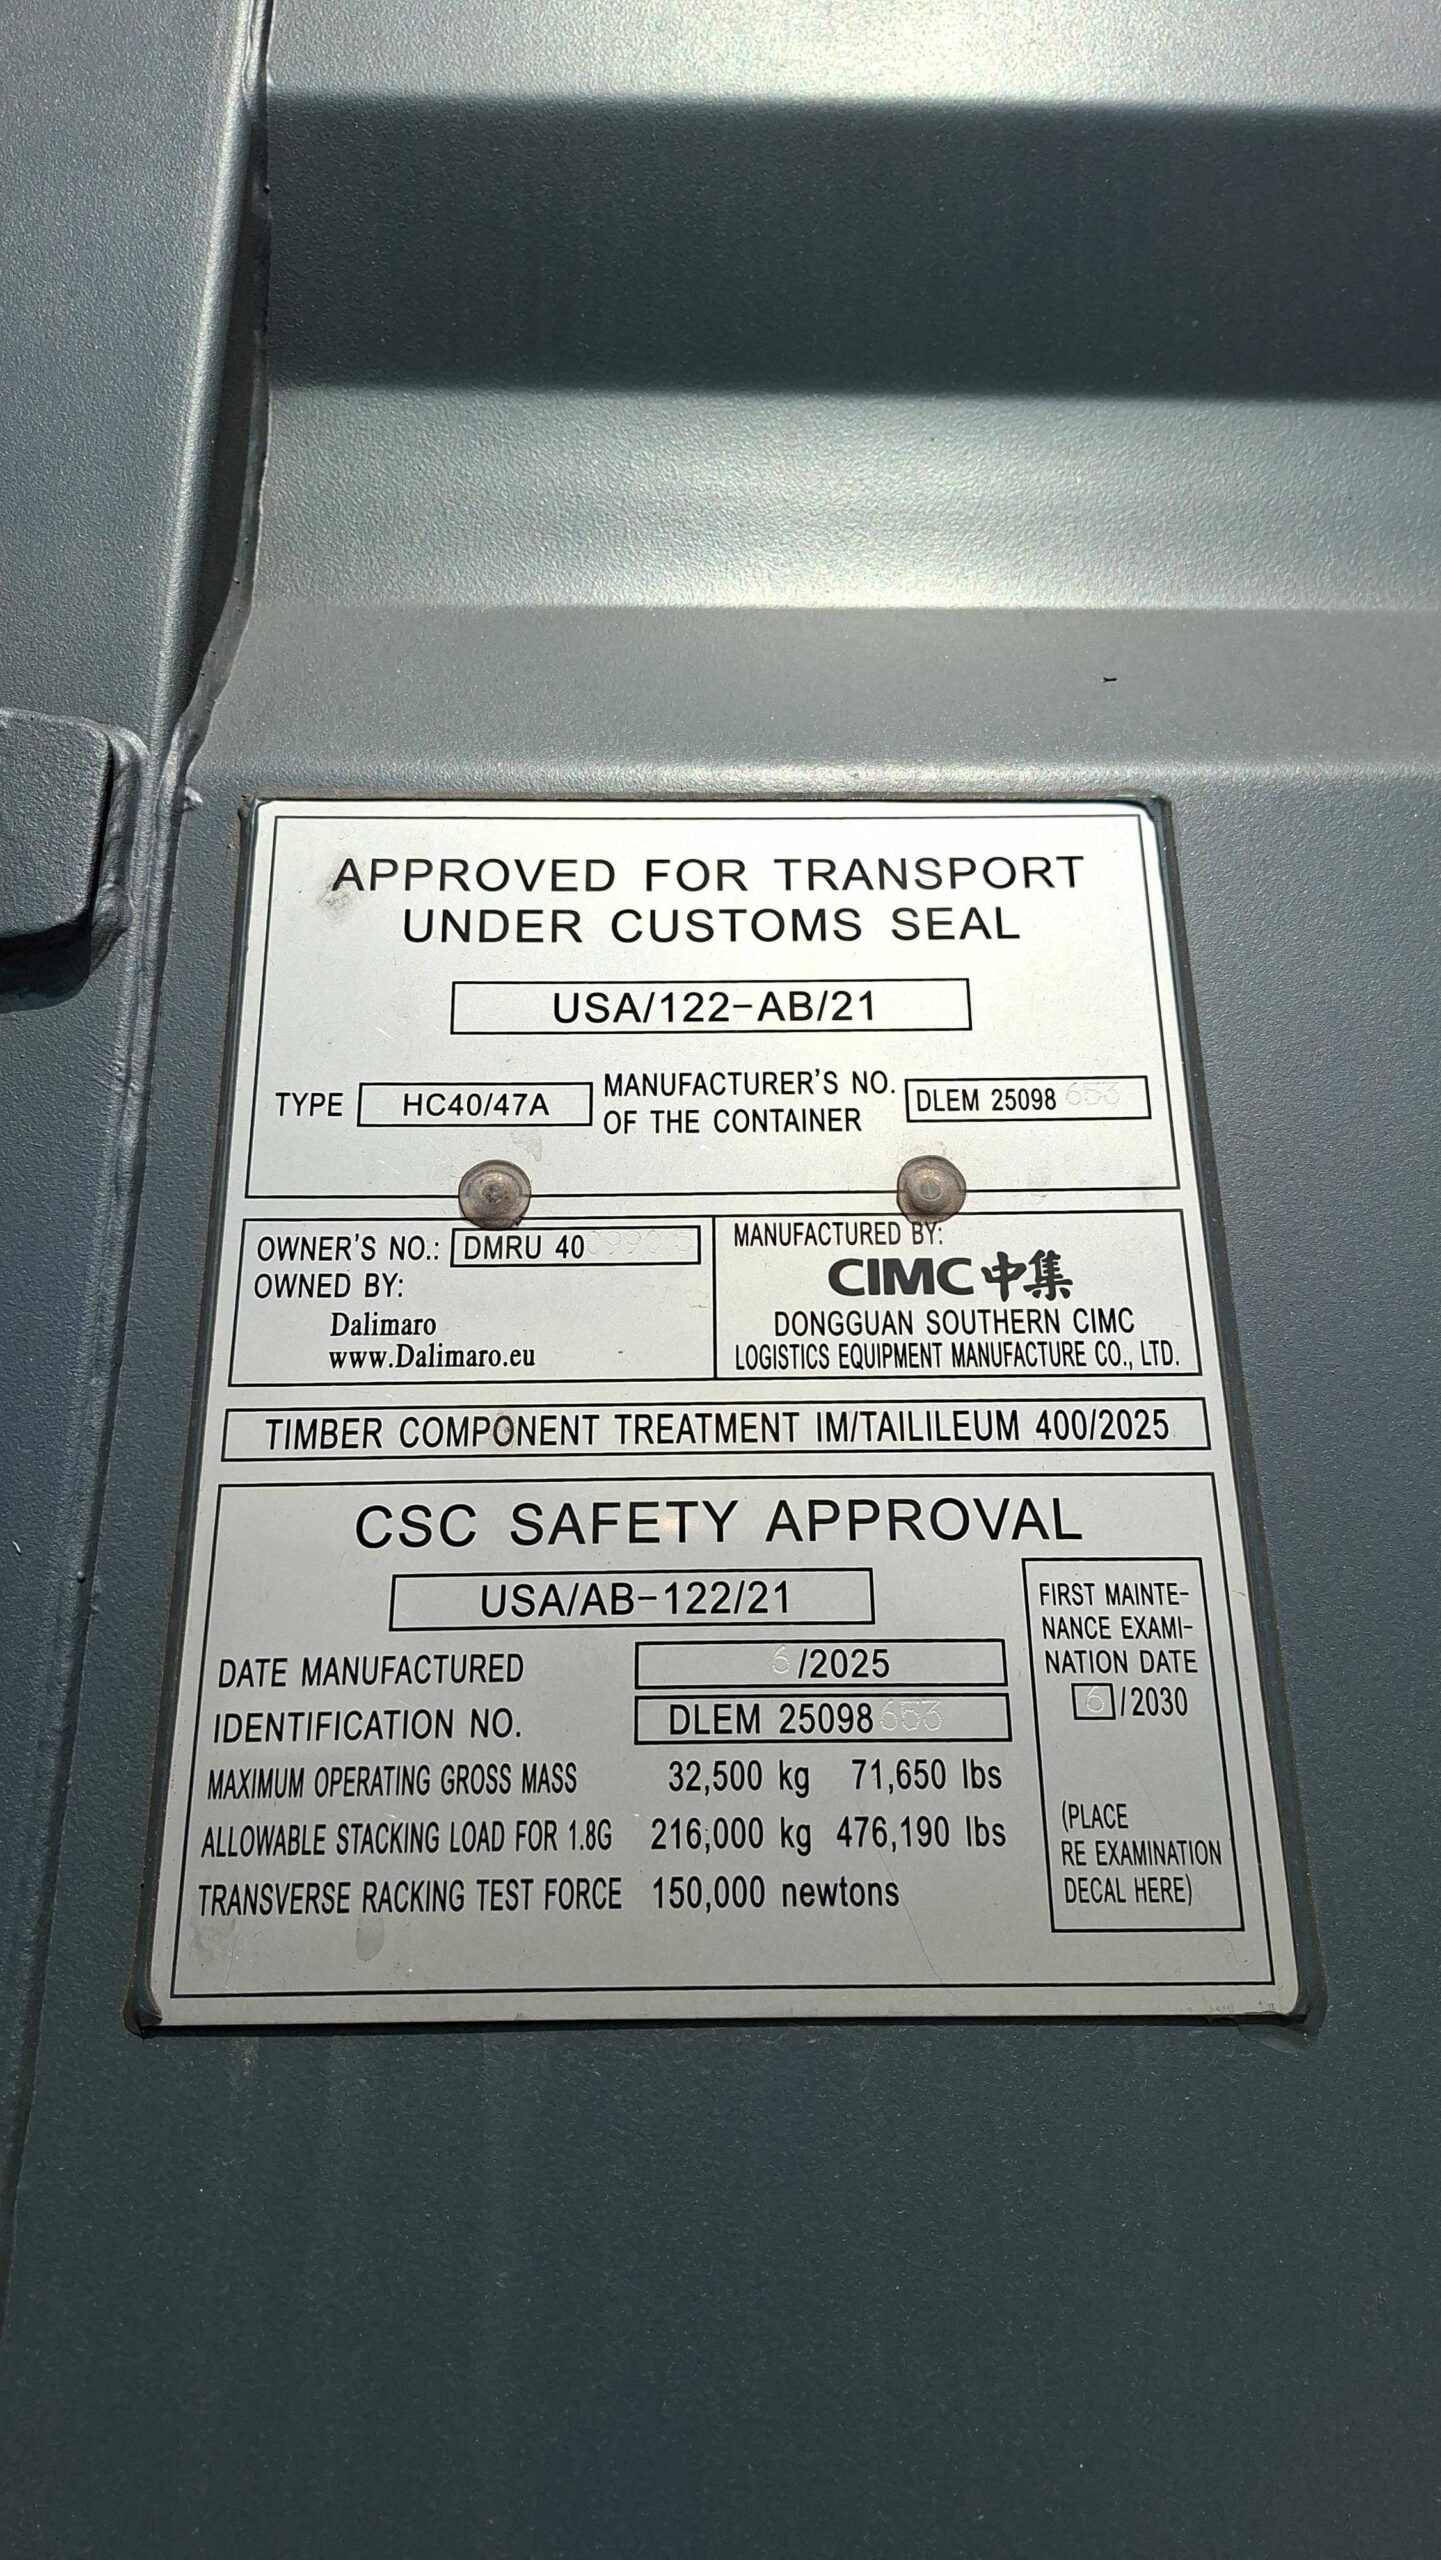 APPROVED FOR TRANSPORT
UNDER CUSTOMS SEAL
USA/122-AB/21
TYPE HC40/47A MANUFACTURER'S NO. OF THE CONTAINER DLEM 25098653
OWNER'S NO.: DMRU 40
OWNED BY:
Dalimaro
www.Dalimaro.eu
MANUFACTURED BY:
CIMC中集
DONGGUAN SOUTHERN CIMC
LOGISTICS EQUIPMENT MANUFACTURE CO., LTD.
TIMBER COMPONENT TREATMENT IM/TAILILEUM 400/2025
CSC SAFETY APPROVAL
USA/AB-122/21
DATE MANUFACTURED 6/2025
IDENTIFICATION NO. DLEM 25098653
MAXIMUM OPERATING GROSS MASS 32,500 kg 71,650 lbs
ALLOWABLE STACKING LOAD FOR 1.8G 216,000 kg 476,190 lbs
TRANSVERSE RACKING TEST FORCE 150,000 newtons
FIRST MAINTE-
NANCE EXAMI-
NATION DATE
6/2030
(PLACE
RE EXAMINATION
DECAL HERE)